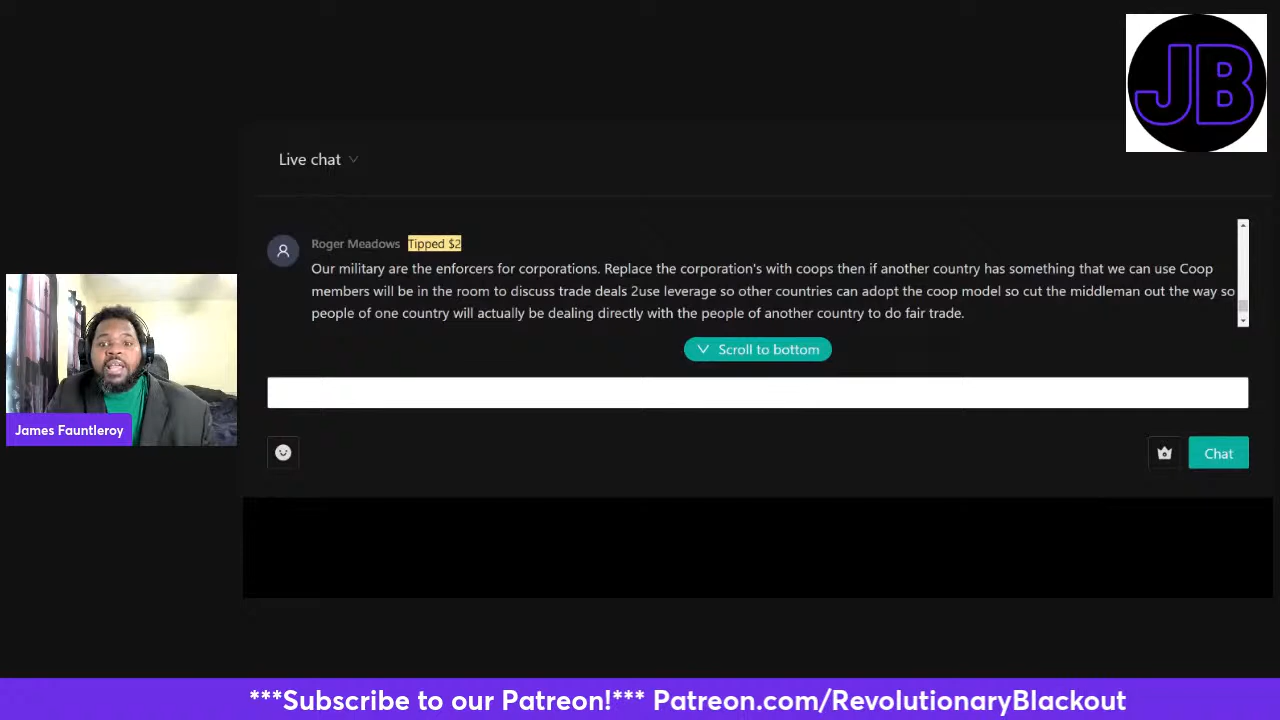 JB
Live chat
Roger Meadows Tipped $2
Our military are the enforcers for corporations. Replace the corporation's with coops then if another country has something that we can use Coop
members will be in the room to discuss trade deals 2use leverage so other countries can adopt the coop model so cut the middleman out the way so
people of one country will actually be dealing directly with the people of another country to do fair trade.
Scroll to bottom
James Fauntleroy
Chat
***Subscribe to our Patreon!*** Patreon.com/RevolutionaryBlackout